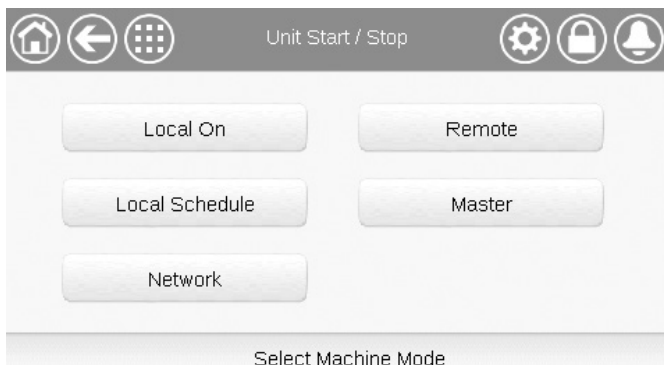 Unit Start / Stop
Local On
Remote
Local Schedule
Master
Network
Select Machine Mode